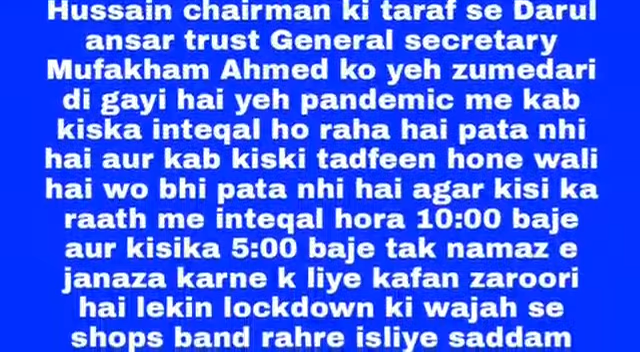 Hussain chairman ki taraf se Darul
ansar trust General secretary
Mufakham Ahmed ko yeh zumedari
di gayi hai yeh pandemic me kab
kiska inteqal ho raha hai pata nhi
hai aur kab kiski tadfeen hone wali
hai wo bhi pata nhi hai agar kisi ka
raath me inteqal hora 10:00 baje
aur kisika 5:00 baje tak namaz e
janaza karne k liye kafan zaroori
hai lekin lockdown ki wajah se
shops band rahre isliye saddam